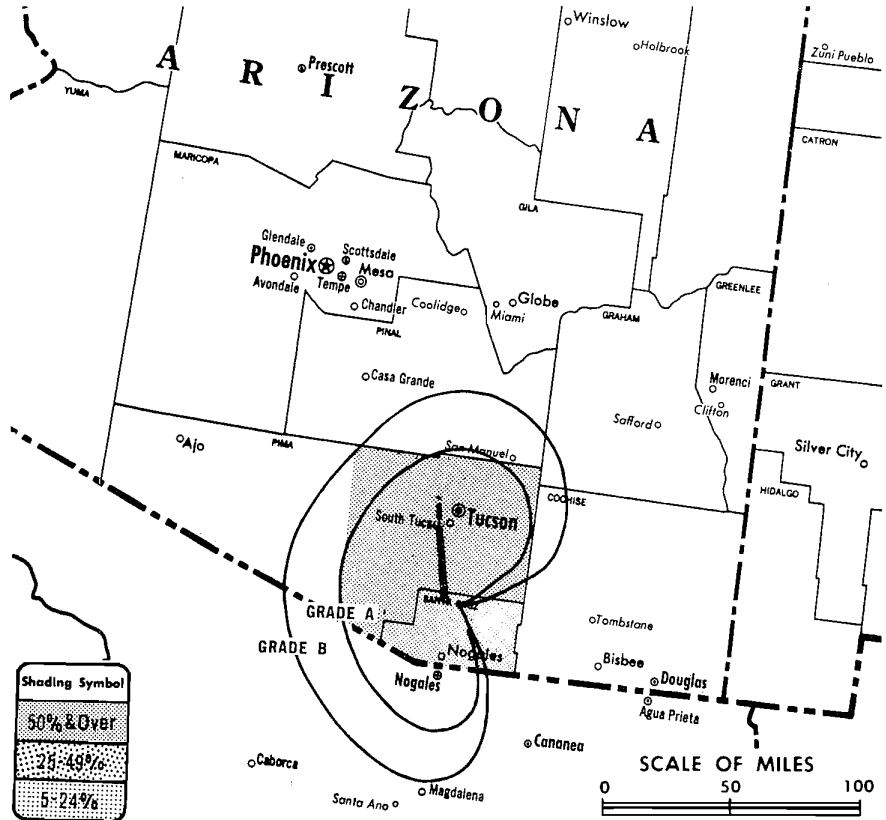 Winslow
Holbrook
Zuni Pueblo
ARIZONA
Prescott
YUMA
CATRON
MARICOPA
GILA
Glendale
Scottsdale
Phoenix
Mesa
Tempe
Avondale
Chandler
Coolidge
Miami
Globe
GREENLEE
GRAHAM
PINAL
Casa Grande
Morenci
GRANT
Clifton
Safford
Ajo
PIMA
San Manuel
Silver City
COCHISE
HIDALGO
South Tucson
Tucson
GRADE A
GRADE B
Tombstane
Nogales
Nogales
Bisbee
Douglas
Agua Prieta
Cananea
Caborca
Magdalena
Santa Ano
Shading Symbol
50% & Over
25-49%
5-24%
SCALE OF MILES
0 50 100